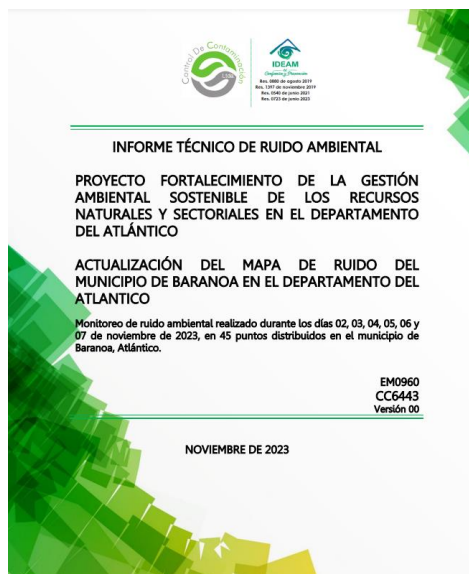 Control De Contaminación
IDEAM
Res. 0888 de agosto 2019
Res. 1397 de noviembre 2019
Res. 0540 de junio 2021
Res. 0723 de junio 2023
INFORME TÉCNICO DE RUIDO AMBIENTAL
PROYECTO FORTALECIMIENTO DE LA GESTIÓN
AMBIENTAL SOSTENIBLE DE LOS RECURSOS
NATURALES Y SECTORIALES EN EL DEPARTAMENTO
DEL ATLÁNTICO
ACTUALIZACIÓN DEL MAPA DE RUIDO DEL
MUNICIPIO DE BARANOA EN EL DEPARTAMENTO DEL
ATLANTICO
Monitoreo de ruido ambiental realizado durante los días 02, 03, 04, 05, 06 y
07 de noviembre de 2023, en 45 puntos distribuidos en el municipio de
Baranoa, Atlántico.
EM0960
CC6443
Versión 00
NOVIEMBRE DE 2023